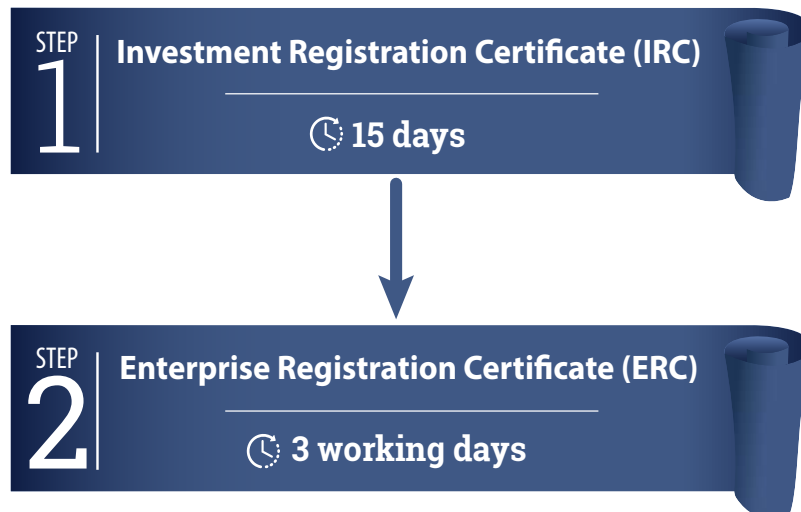 STEP
1
Investment Registration Certificate (IRC)
15 days
STEP
2
Enterprise Registration Certificate (ERC)
3 working days